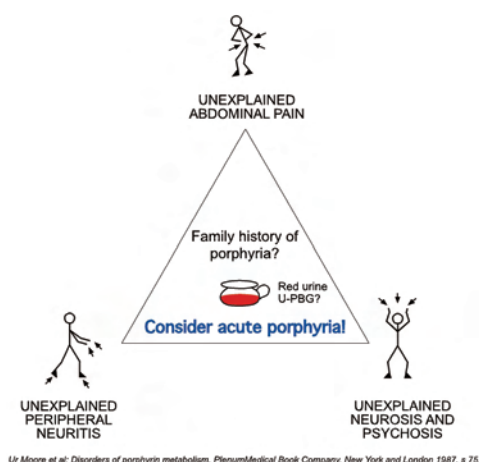 UNEXPLAINED
ABDOMINAL PAIN
Family history of
porphyria?
Red urine
U-PBG?
Consider acute porphyria!
UNEXPLAINED
PERIPHERAL
NEURITIS
UNEXPLAINED
NEUROSIS AND
PSYCHOSIS
Ur Moore et al: Disorders of porphyrin metabolism. PlenumMedical Book Company, New York and London 1987, s 75